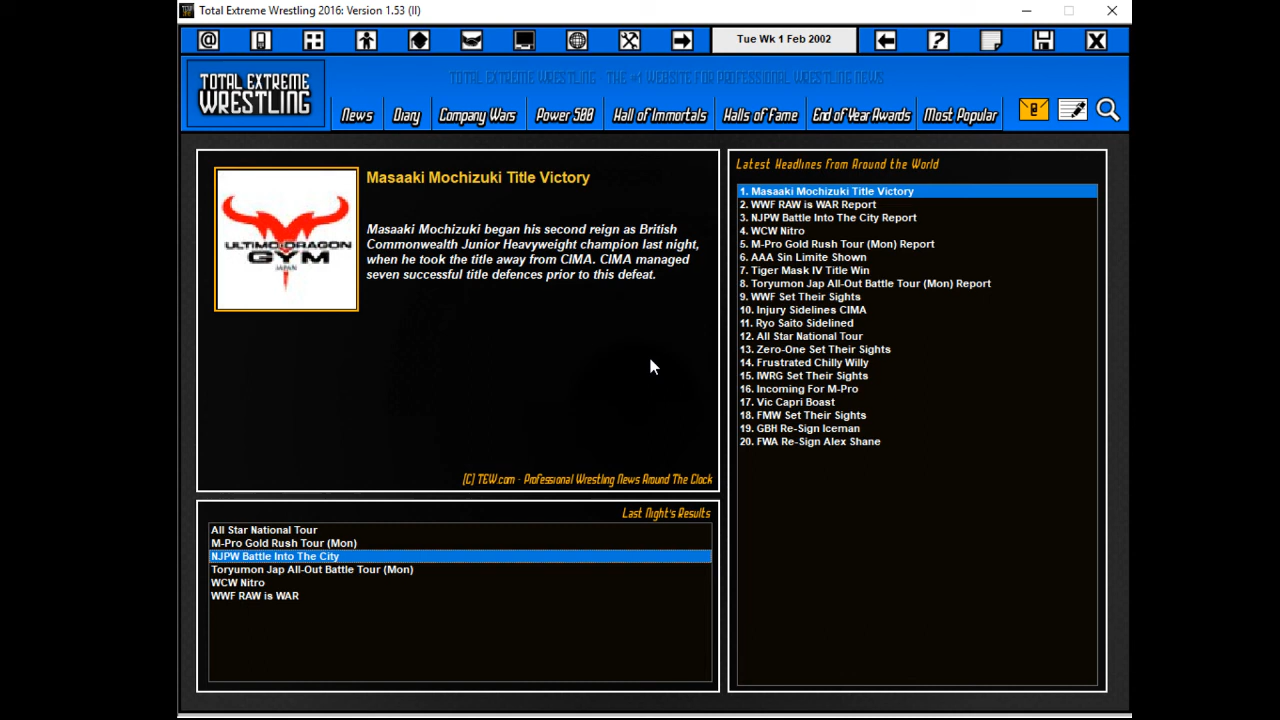 Total Extreme Wrestling 2016: Version 1.53 (II)
Tue Wk 1 Feb 2002
TOTAL EXTREME WRESTLING - THE #1 WEBSITE FOR PROFESSIONAL WRESTLING NEWS
TOTAL EXTREME
WRESTLING
News
Diary
Company Wars
Power 500
Hall of Immortals
Halls of Fame
End of Year Awards
Most Popular
Masaaki Mochizuki Title Victory
ULTIMO DRAGON
GYM
JAPAN
Masaaki Mochizuki began his second reign as British
Commonwealth Junior Heavyweight champion last night,
when he took the title away from CIMA. CIMA managed
seven successful title defences prior to this defeat.
(C) TEW.com - Professional Wrestling News Around The Clock
Last Night's Results
All Star National Tour
M-Pro Gold Rush Tour (Mon)
NJPW Battle Into The City
Toryumon Jap All-Out Battle Tour (Mon)
WCW Nitro
WWF RAW is WAR
Latest Headlines From Around the World
1. Masaaki Mochizuki Title Victory
2. WWF RAW is WAR Report
3. NJPW Battle Into The City Report
4. WCW Nitro
5. M-Pro Gold Rush Tour (Mon) Report
6. AAA Sin Limite Shown
7. Tiger Mask IV Title Win
8. Toryumon Jap All-Out Battle Tour (Mon) Report
9. WWF Set Their Sights
10. Injury Sidelines CIMA
11. Ryo Saito Sidelined
12. All Star National Tour
13. Zero-One Set Their Sights
14. Frustrated Chilly Willy
15. IWRG Set Their Sights
16. Incoming For M-Pro
17. Vic Capri Boast
18. FMW Set Their Sights
19. GBH Re-Sign Iceman
20. FWA Re-Sign Alex Shane